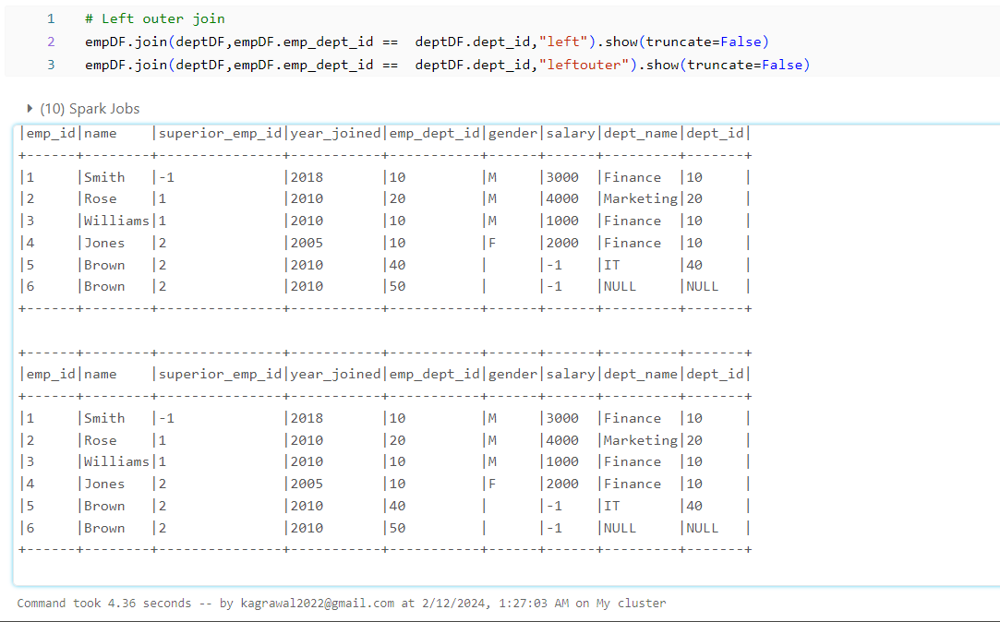 1 # Left outer join
2 empDF.join(deptDF,empDF.emp_dept_id ==  deptDF.dept_id,"left").show(truncate=False)
3 empDF.join(deptDF,empDF.emp_dept_id ==  deptDF.dept_id,"leftouter").show(truncate=False)
(10) Spark Jobs
|emp_id|name    |superior_emp_id|year_joined|emp_dept_id|gender|salary|dept_name|dept_id|
+------+--------+---------------+-----------+-----------+------+------+---------+-------+
|1     |Smith   |-1             |2018       |10         |M     |3000  |Finance  |10     |
|2     |Rose    |1              |2010       |20         |M     |4000  |Marketing|20     |
|3     |Williams|1              |2010       |10         |M     |1000  |Finance  |10     |
|4     |Jones   |2              |2005       |10         |F     |2000  |Finance  |10     |
|5     |Brown   |2              |2010       |40         |      |-1    |IT       |40     |
|6     |Brown   |2              |2010       |50         |      |-1    |NULL     |NULL   |
+------+--------+---------------+-----------+-----------+------+------+---------+-------+
+------+--------+---------------+-----------+-----------+------+------+---------+-------+
|emp_id|name    |superior_emp_id|year_joined|emp_dept_id|gender|salary|dept_name|dept_id|
+------+--------+---------------+-----------+-----------+------+------+---------+-------+
|1     |Smith   |-1             |2018       |10         |M     |3000  |Finance  |10     |
|2     |Rose    |1              |2010       |20         |M     |4000  |Marketing|20     |
|3     |Williams|1              |2010       |10         |M     |1000  |Finance  |10     |
|4     |Jones   |2              |2005       |10         |F     |2000  |Finance  |10     |
|5     |Brown   |2              |2010       |40         |      |-1    |IT       |40     |
|6     |Brown   |2              |2010       |50         |      |-1    |NULL     |NULL   |
+------+--------+---------------+-----------+-----------+------+------+---------+-------+
Command took 4.36 seconds -- by kagrawal2022@gmail.com at 2/12/2024, 1:27:03 AM on My cluster